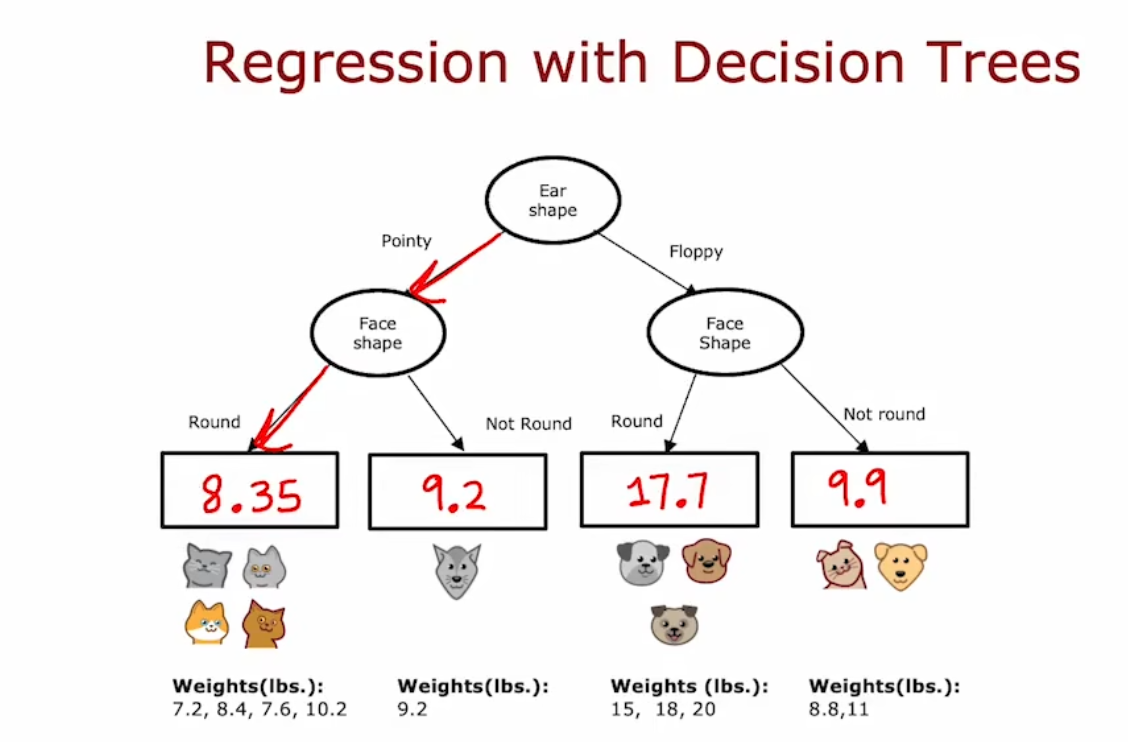 Regression with Decision Trees
Ear
shape
Pointy
Floppy
Face
shape
Face
Shape
Round
Not Round
Round
Not round
8.35
9.2
17.7
9.9
Weights(lbs.):
7.2, 8.4, 7.6, 10.2
Weights(lbs.):
9.2
Weights (lbs.):
15, 18, 20
Weights(lbs.):
8.8,11